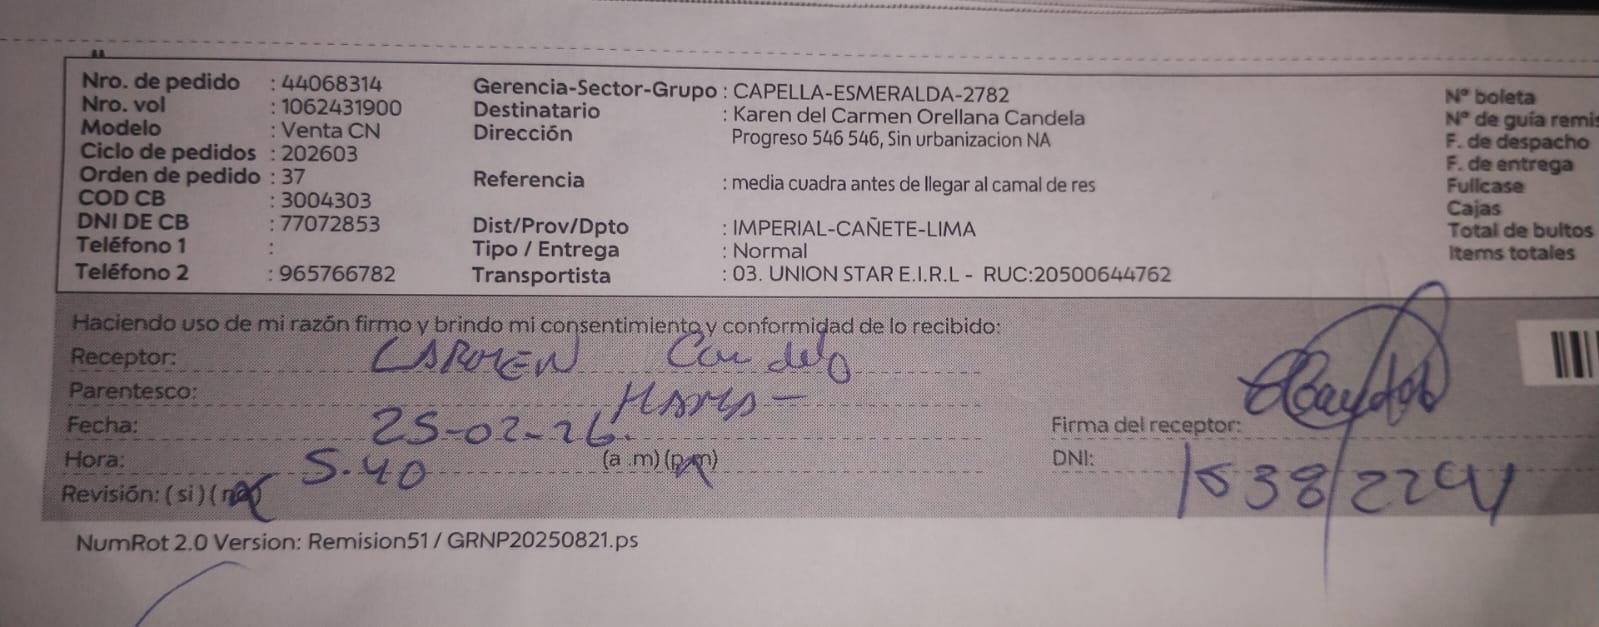 Nro. de pedido : 44068314 Gerencia-Sector-Grupo : CAPELLA-ESMERALDA-2782 N° boleta
Nro. vol : 1062431900 Destinatario : Karen del Carmen Orellana Candela N° de guía remis
Modelo : Venta CN Dirección Progreso 546 546, Sin urbanizacion NA F. de despacho
Ciclo de pedidos : 202603 F. de entrega
Orden de pedido : 37 Referencia : media cuadra antes de llegar al camal de res Fullcase
COD CB : 3004303 Cajas
DNI DE CB : 77072853 Dist/Prov/Dpto : IMPERIAL-CAÑETE-LIMA Total de bultos
Teléfono 1 : Tipo / Entrega : Normal Items totales
Teléfono 2 : 965766782 Transportista : 03. UNION STAR E.I.R.L - RUC:20500644762
Haciendo uso de mi razón firmo y brindo mi consentimiento y conformidad de lo recibido:
Receptor: CARMEN Candela
Parentesco: MAMA-
Fecha: 25-02-26. Firma del receptor:
Hora: 5.40 (a .m) (p.m) DNI:
Revisión: ( si ) ( no)
NumRot 2.0 Version: Remision51 / GRNP20250821.ps